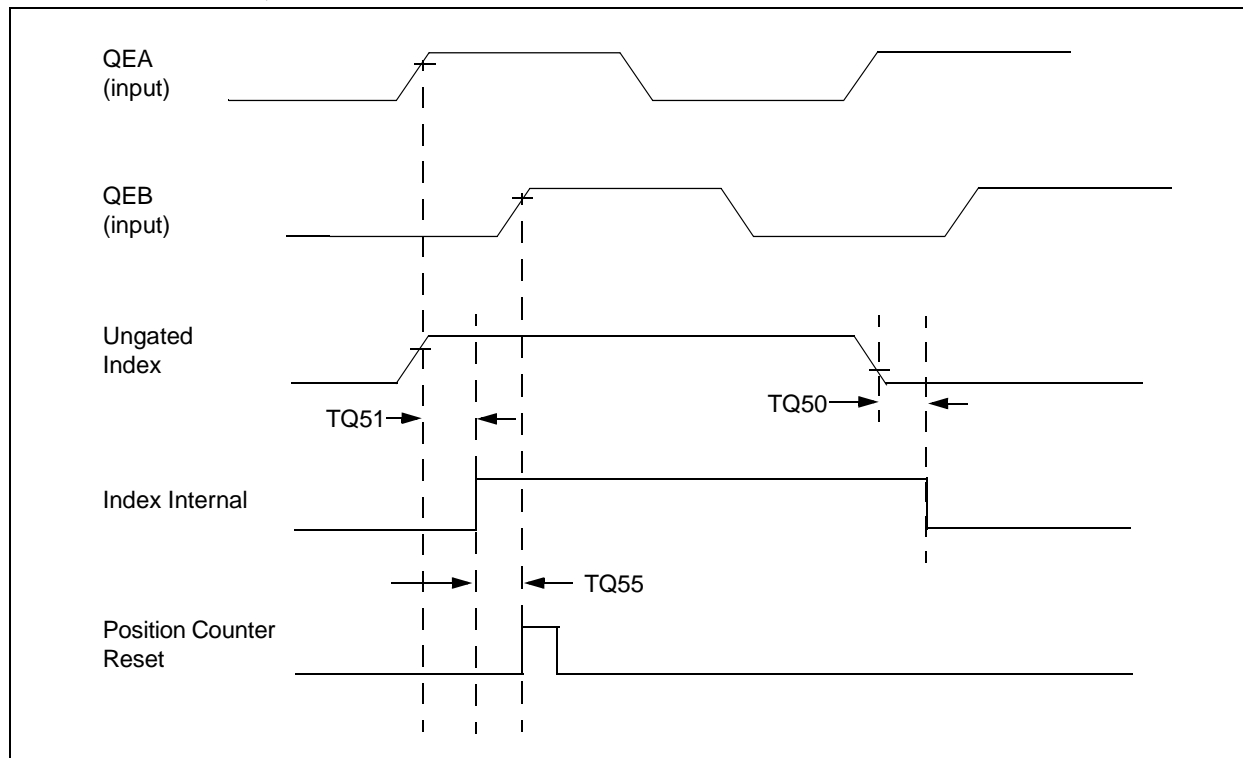 QEA
(input)
QEB
(input)
Ungated
Index
TQ51
TQ50
Index Internal
TQ55
Position Counter
Reset